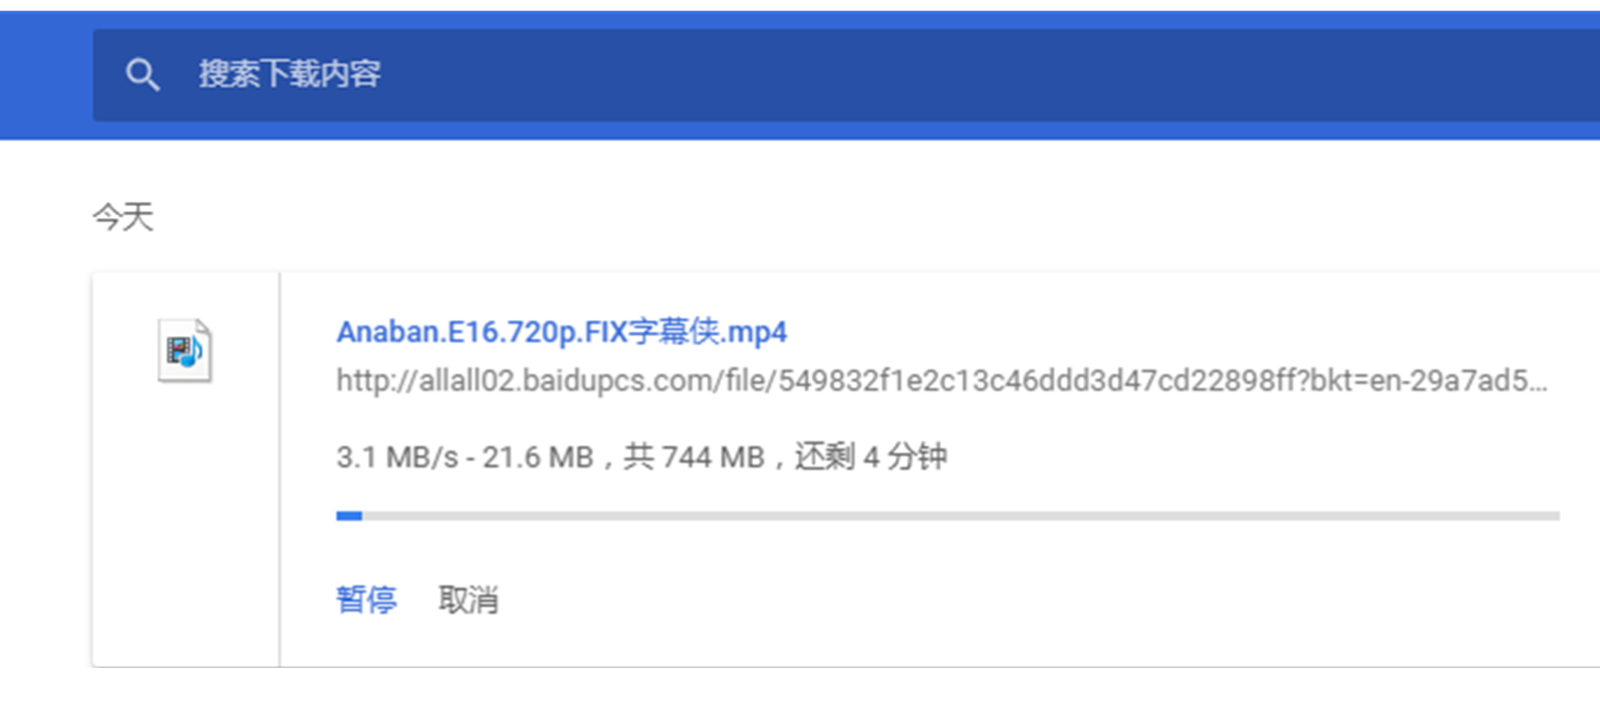 搜索下载内容
今天
Anaban.E16.720p.FIX字幕侠.mp4
http://allall02.baidupcs.com/file/549832f1e2c13c46ddd3d47cd22898ff?bkt=en-29a7ad5...
3.1 MB/s - 21.6 MB，共 744 MB，还剩 4 分钟
暂停 取消